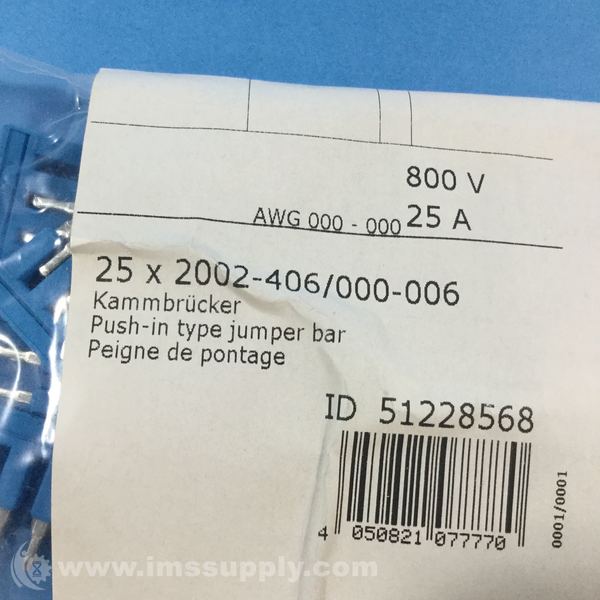 800 V
AWG 000 - 000 25 A
25 x 2002-406/000-006
Kammbrücker
Push-in type jumper bar
Peigne de pontage
ID 51228568
4 050821 077770
0001/0001
www.imssupply.com